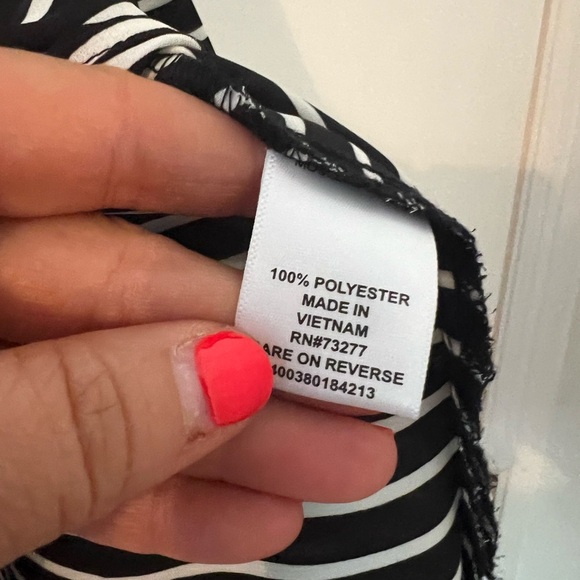 100% POLYESTER
MADE IN
VIETNAM
RN#73277
ARE ON REVERSE
400380184213